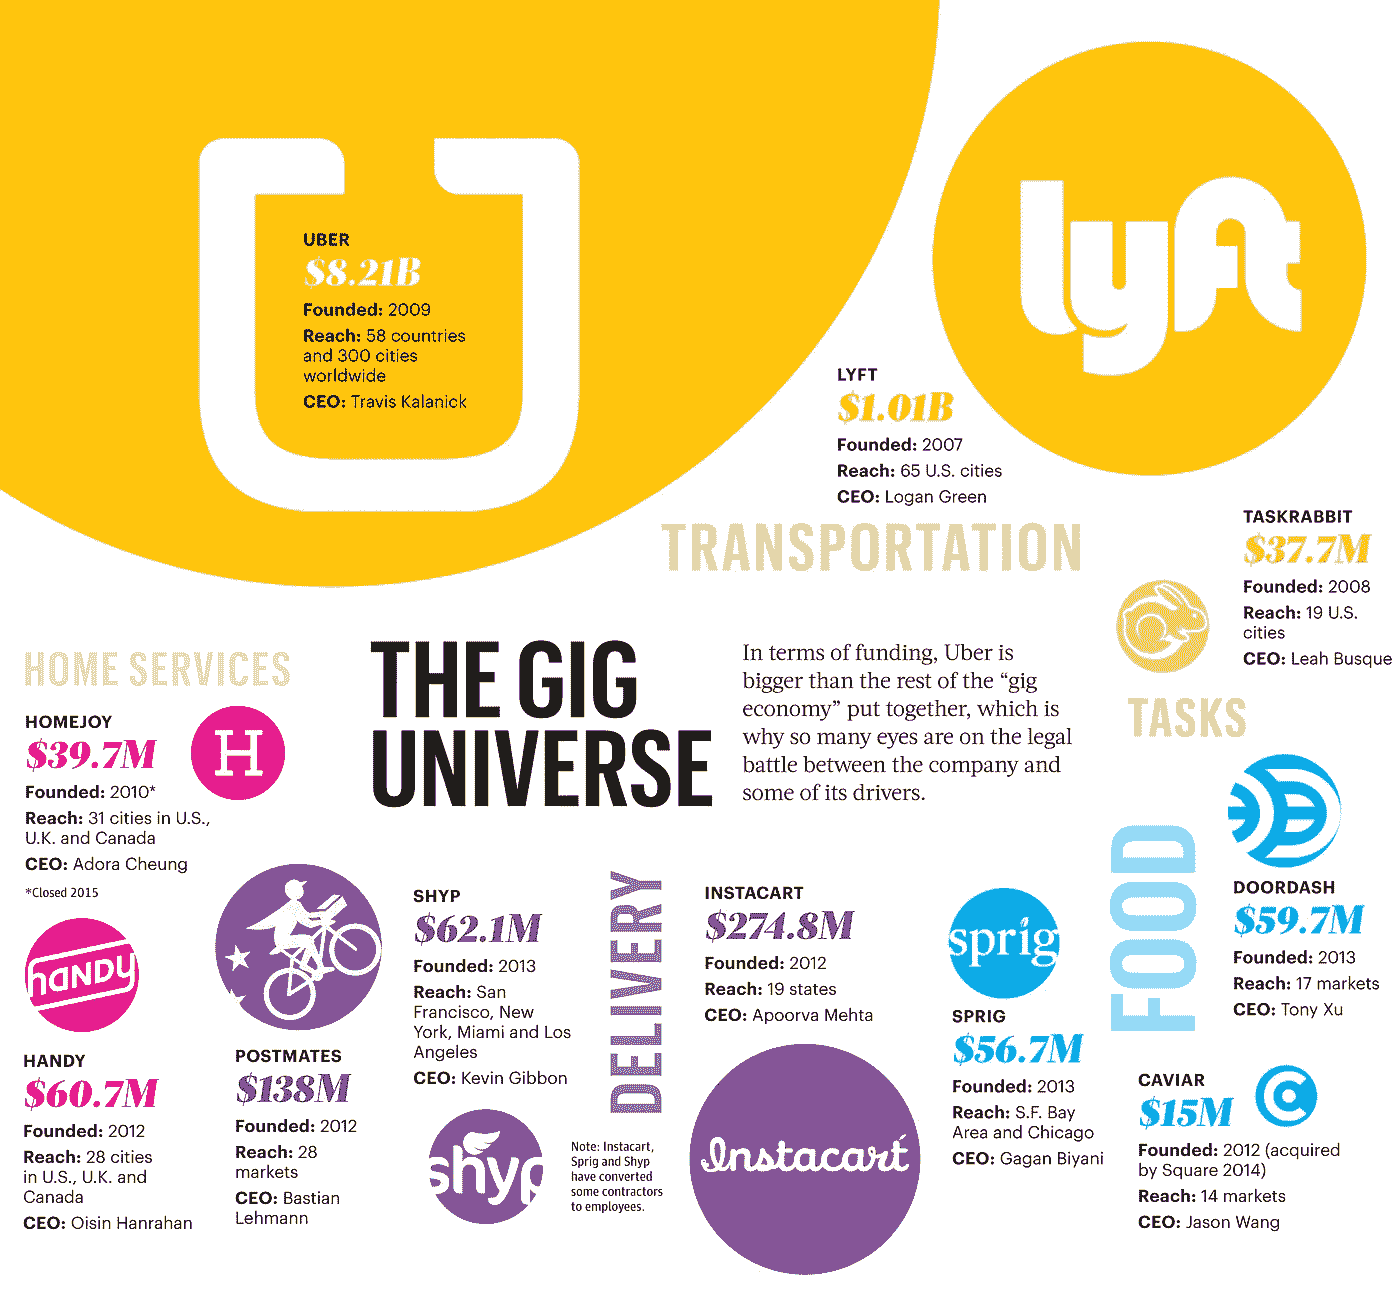 UBER
$8.21B
Founded: 2009
Reach: 58 countries
and 300 cities
worldwide
CEO: Travis Kalanick
lyft
LYFT
$1.01B
Founded: 2007
Reach: 65 U.S. cities
CEO: Logan Green
TRANSPORTATION
TASKRABBIT
$37.7M
Founded: 2008
Reach: 19 U.S.
cities
CEO: Leah Busque
TASKS
HOME SERVICES
HOMEJOY
$39.7M
Founded: 2010*
Reach: 31 cities in U.S.,
U.K. and Canada
CEO: Adora Cheung
*Closed 2015
H
THE GIG
UNIVERSE
In terms of funding, Uber is
bigger than the rest of the “gig
economy” put together, which is
why so many eyes are on the legal
battle between the company and
some of its drivers.
HANDY
HANDY
$60.7M
Founded: 2012
Reach: 28 cities
in U.S., U.K. and
Canada
CEO: Oisin Hanrahan
POSTMATES
$138M
Founded: 2012
Reach: 28
markets
CEO: Bastian
Lehmann
SHYP
$62.1M
Founded: 2013
Reach: San
Francisco, New
York, Miami and Los
Angeles
CEO: Kevin Gibbon
shyp
DELIVERY
Note: Instacart,
Sprig and Shyp
have converted
some contractors
to employees.
INSTACART
$274.8M
Founded: 2012
Reach: 19 states
CEO: Apoorva Mehta
Instacart
sprig
SPRIG
$56.7M
Founded: 2013
Reach: S.F. Bay
Area and Chicago
CEO: Gagan Biyani
FOOD
DOORDASH
$59.7M
Founded: 2013
Reach: 17 markets
CEO: Tony Xu
CAVIAR
$15M
Founded: 2012 (acquired
by Square 2014)
Reach: 14 markets
CEO: Jason Wang